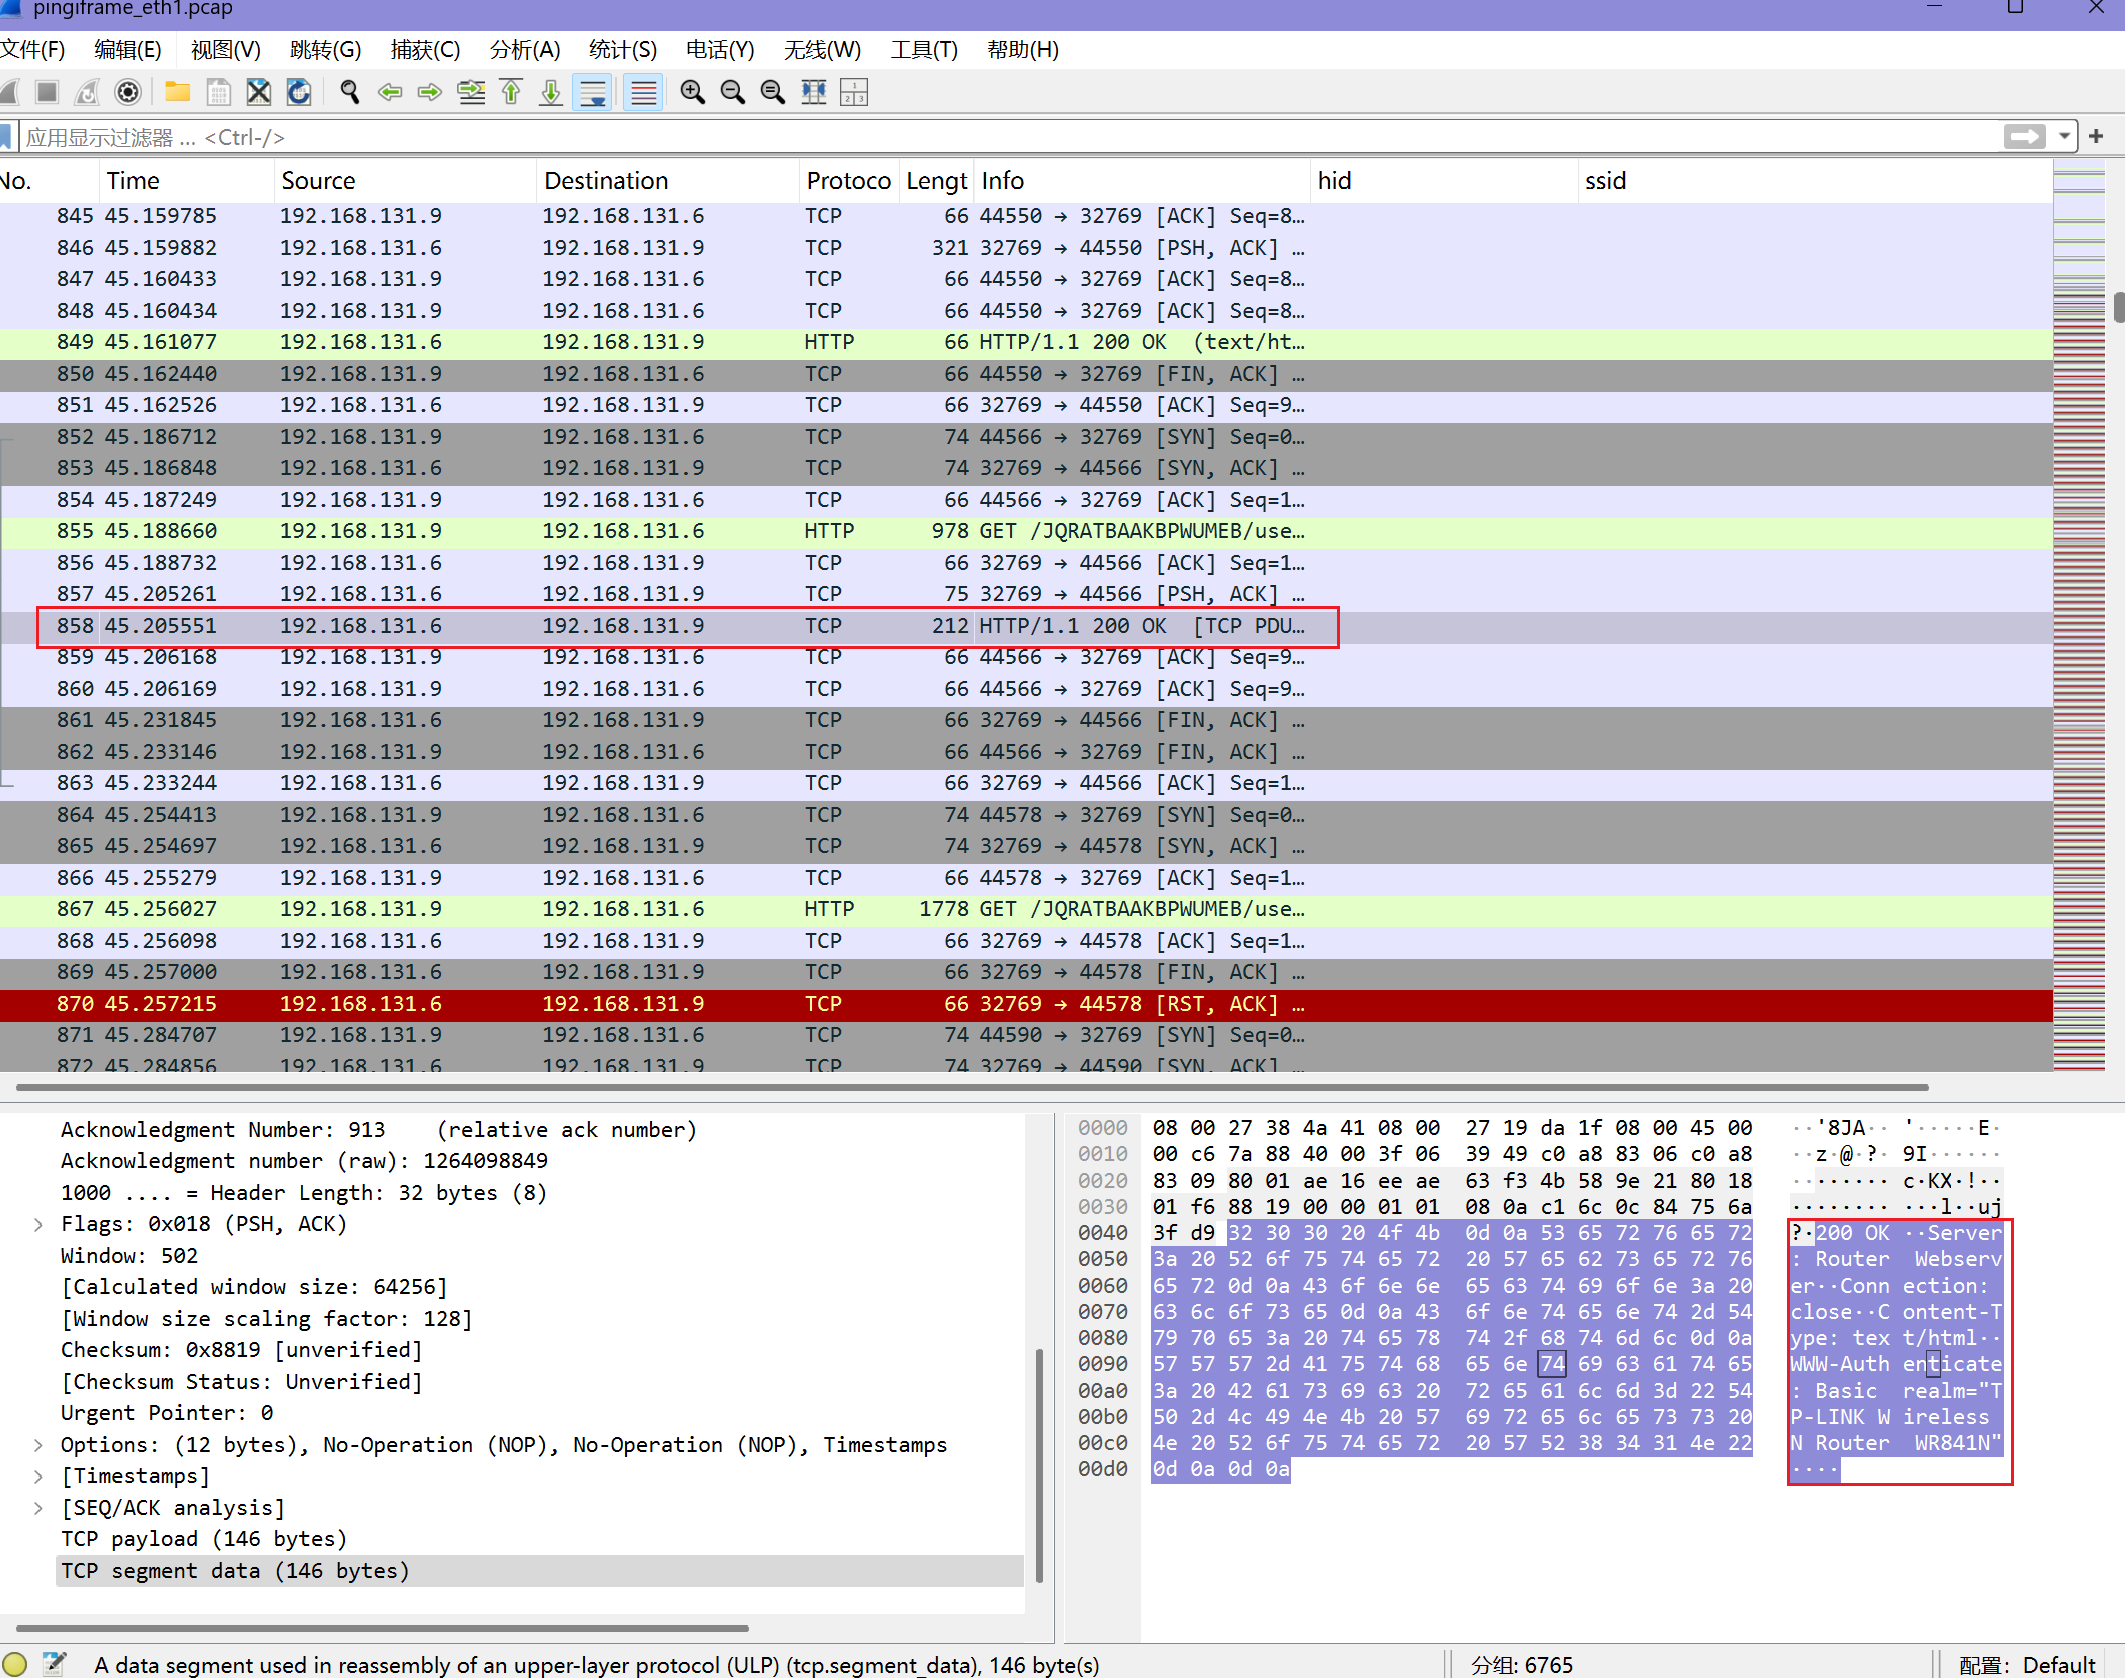 pingiframe_eth1.pcap
文件(F) 编辑(E) 视图(V) 跳转(G) 捕获(C) 分析(A) 统计(S) 电话(Y) 无线(W) 工具(T) 帮助(H)
应用显示过滤器 … <Ctrl-/>
No. Time Source Destination Protoco Lengt Info hid ssid
845 45.159785 192.168.131.9 192.168.131.6 TCP 66 44550 → 32769 [ACK] Seq=8…
846 45.159882 192.168.131.6 192.168.131.9 TCP 321 32769 → 44550 [PSH, ACK] …
847 45.160433 192.168.131.9 192.168.131.6 TCP 66 44550 → 32769 [ACK] Seq=8…
848 45.160434 192.168.131.9 192.168.131.6 TCP 66 44550 → 32769 [ACK] Seq=8…
849 45.161077 192.168.131.6 192.168.131.9 HTTP 66 HTTP/1.1 200 OK  (text/ht…
850 45.162440 192.168.131.9 192.168.131.6 TCP 66 44550 → 32769 [FIN, ACK] …
851 45.162526 192.168.131.6 192.168.131.9 TCP 66 32769 → 44550 [ACK] Seq=9…
852 45.186712 192.168.131.9 192.168.131.6 TCP 74 44566 → 32769 [SYN] Seq=0…
853 45.186848 192.168.131.6 192.168.131.9 TCP 74 32769 → 44566 [SYN, ACK] …
854 45.187249 192.168.131.9 192.168.131.6 TCP 66 44566 → 32769 [ACK] Seq=1…
855 45.188660 192.168.131.9 192.168.131.6 HTTP 978 GET /JQRATBAAKBPWUMEB/use…
856 45.188732 192.168.131.6 192.168.131.9 TCP 66 32769 → 44566 [ACK] Seq=1…
857 45.205261 192.168.131.6 192.168.131.9 TCP 75 32769 → 44566 [PSH, ACK] …
858 45.205551 192.168.131.6 192.168.131.9 TCP 212 HTTP/1.1 200 OK  [TCP PDU…
859 45.206168 192.168.131.9 192.168.131.6 TCP 66 44566 → 32769 [ACK] Seq=9…
860 45.206169 192.168.131.9 192.168.131.6 TCP 66 44566 → 32769 [ACK] Seq=9…
861 45.231845 192.168.131.6 192.168.131.9 TCP 66 32769 → 44566 [FIN, ACK] …
862 45.233146 192.168.131.9 192.168.131.6 TCP 66 44566 → 32769 [FIN, ACK] …
863 45.233244 192.168.131.6 192.168.131.9 TCP 66 32769 → 44566 [ACK] Seq=1…
864 45.254413 192.168.131.9 192.168.131.6 TCP 74 44578 → 32769 [SYN] Seq=0…
865 45.254697 192.168.131.6 192.168.131.9 TCP 74 32769 → 44578 [SYN, ACK] …
866 45.255279 192.168.131.9 192.168.131.6 TCP 66 44578 → 32769 [ACK] Seq=1…
867 45.256027 192.168.131.9 192.168.131.6 HTTP 1778 GET /JQRATBAAKBPWUMEB/use…
868 45.256098 192.168.131.6 192.168.131.9 TCP 66 32769 → 44578 [ACK] Seq=1…
869 45.257000 192.168.131.6 192.168.131.9 TCP 66 32769 → 44578 [FIN, ACK] …
870 45.257215 192.168.131.6 192.168.131.9 TCP 66 32769 → 44578 [RST, ACK] …
871 45.284707 192.168.131.9 192.168.131.6 TCP 74 44590 → 32769 [SYN] Seq=0…
872 45.284856 192.168.131.6 192.168.131.9 TCP 74 32769 → 44590 [SYN, ACK] …
Acknowledgment Number: 913    (relative ack number)
Acknowledgment number (raw): 1264098849
1000 .... = Header Length: 32 bytes (8)
Flags: 0x018 (PSH, ACK)
Window: 502
[Calculated window size: 64256]
[Window size scaling factor: 128]
Checksum: 0x8819 [unverified]
[Checksum Status: Unverified]
Urgent Pointer: 0
Options: (12 bytes), No-Operation (NOP), No-Operation (NOP), Timestamps
[Timestamps]
[SEQ/ACK analysis]
TCP payload (146 bytes)
TCP segment data (146 bytes)
0000 08 00 27 38 4a 41 08 00 27 19 da 1f 08 00 45 00 ··'8JA·· '·····E·
0010 00 c6 7a 88 40 00 3f 06 39 49 c0 a8 83 06 c0 a8 ··z·@·?· 9I······
0020 83 09 80 01 ae 16 ee ae 63 f3 4b 58 9e 21 80 18 ········ c·KX·!··
0030 01 f6 88 19 00 00 01 01 08 0a c1 6c 0c 84 75 6a ········ ···l··uj
0040 3f d9 32 30 30 20 4f 4b 0d 0a 53 65 72 76 65 72 ?·200 OK ··Server
0050 3a 20 52 6f 75 74 65 72 20 57 65 62 73 65 72 76 : Router  Webserv
0060 65 72 0d 0a 43 6f 6e 6e 65 63 74 69 6f 6e 3a 20 er··Conn ection:
0070 63 6c 6f 73 65 0d 0a 43 6f 6e 74 65 6e 74 2d 54 close··C ontent-T
0080 79 70 65 3a 20 74 65 78 74 2f 68 74 6d 6c 0d 0a ype: tex t/html··
0090 57 57 57 2d 41 75 74 68 65 6e 74 69 63 61 74 65 WWW-Auth enticate
00a0 3a 20 42 61 73 69 63 20 72 65 61 6c 6d 3d 22 54 : Basic  realm="T
00b0 50 2d 4c 49 4e 4b 20 57 69 72 65 6c 65 73 73 20 P-LINK W ireless
00c0 4e 20 52 6f 75 74 65 72 20 57 52 38 34 31 4e 22 N Router  WR841N"
00d0 0d 0a 0d 0a ····
A data segment used in reassembly of an upper-layer protocol (ULP) (tcp.segment_data), 146 byte(s) 分组: 6765 配置: Default